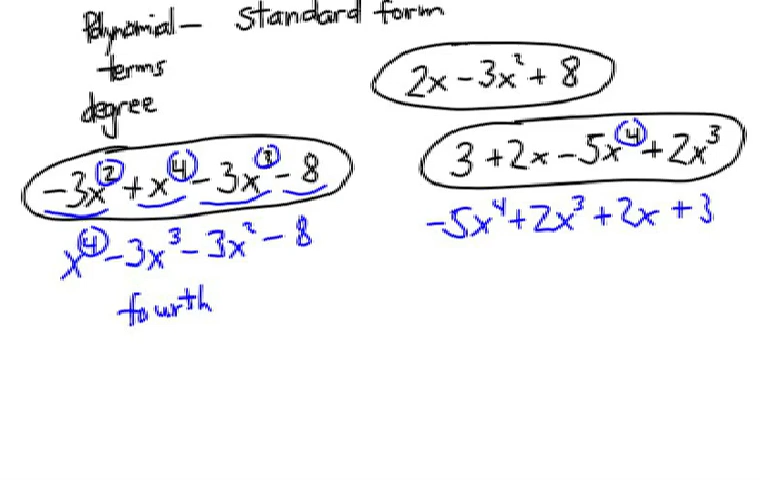 Polynomial – Standard form
terms
degree
2x - 3x² + 8
-3x² + x⁴ - 3x³ - 8
3 + 2x - 5x⁴ + 2x³
x⁴ - 3x³ - 3x² - 8
-5x⁴ + 2x³ + 2x + 3
fourth